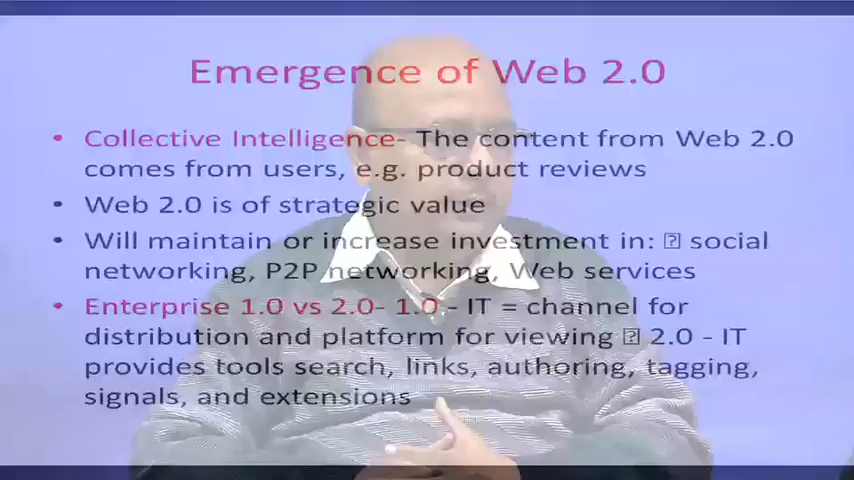 Emergence of Web 2.0
• Collective Intelligence- The content from Web 2.0
comes from users, e.g. product reviews
• Web 2.0 is of strategic value
• Will maintain or increase investment in: social
networking, P2P networking, Web services
• Enterprise 1.0 vs 2.0- 1.0 - IT = channel for
distribution and platform for viewing 2.0 - IT
provides tools search, links, authoring, tagging,
signals, and extensions